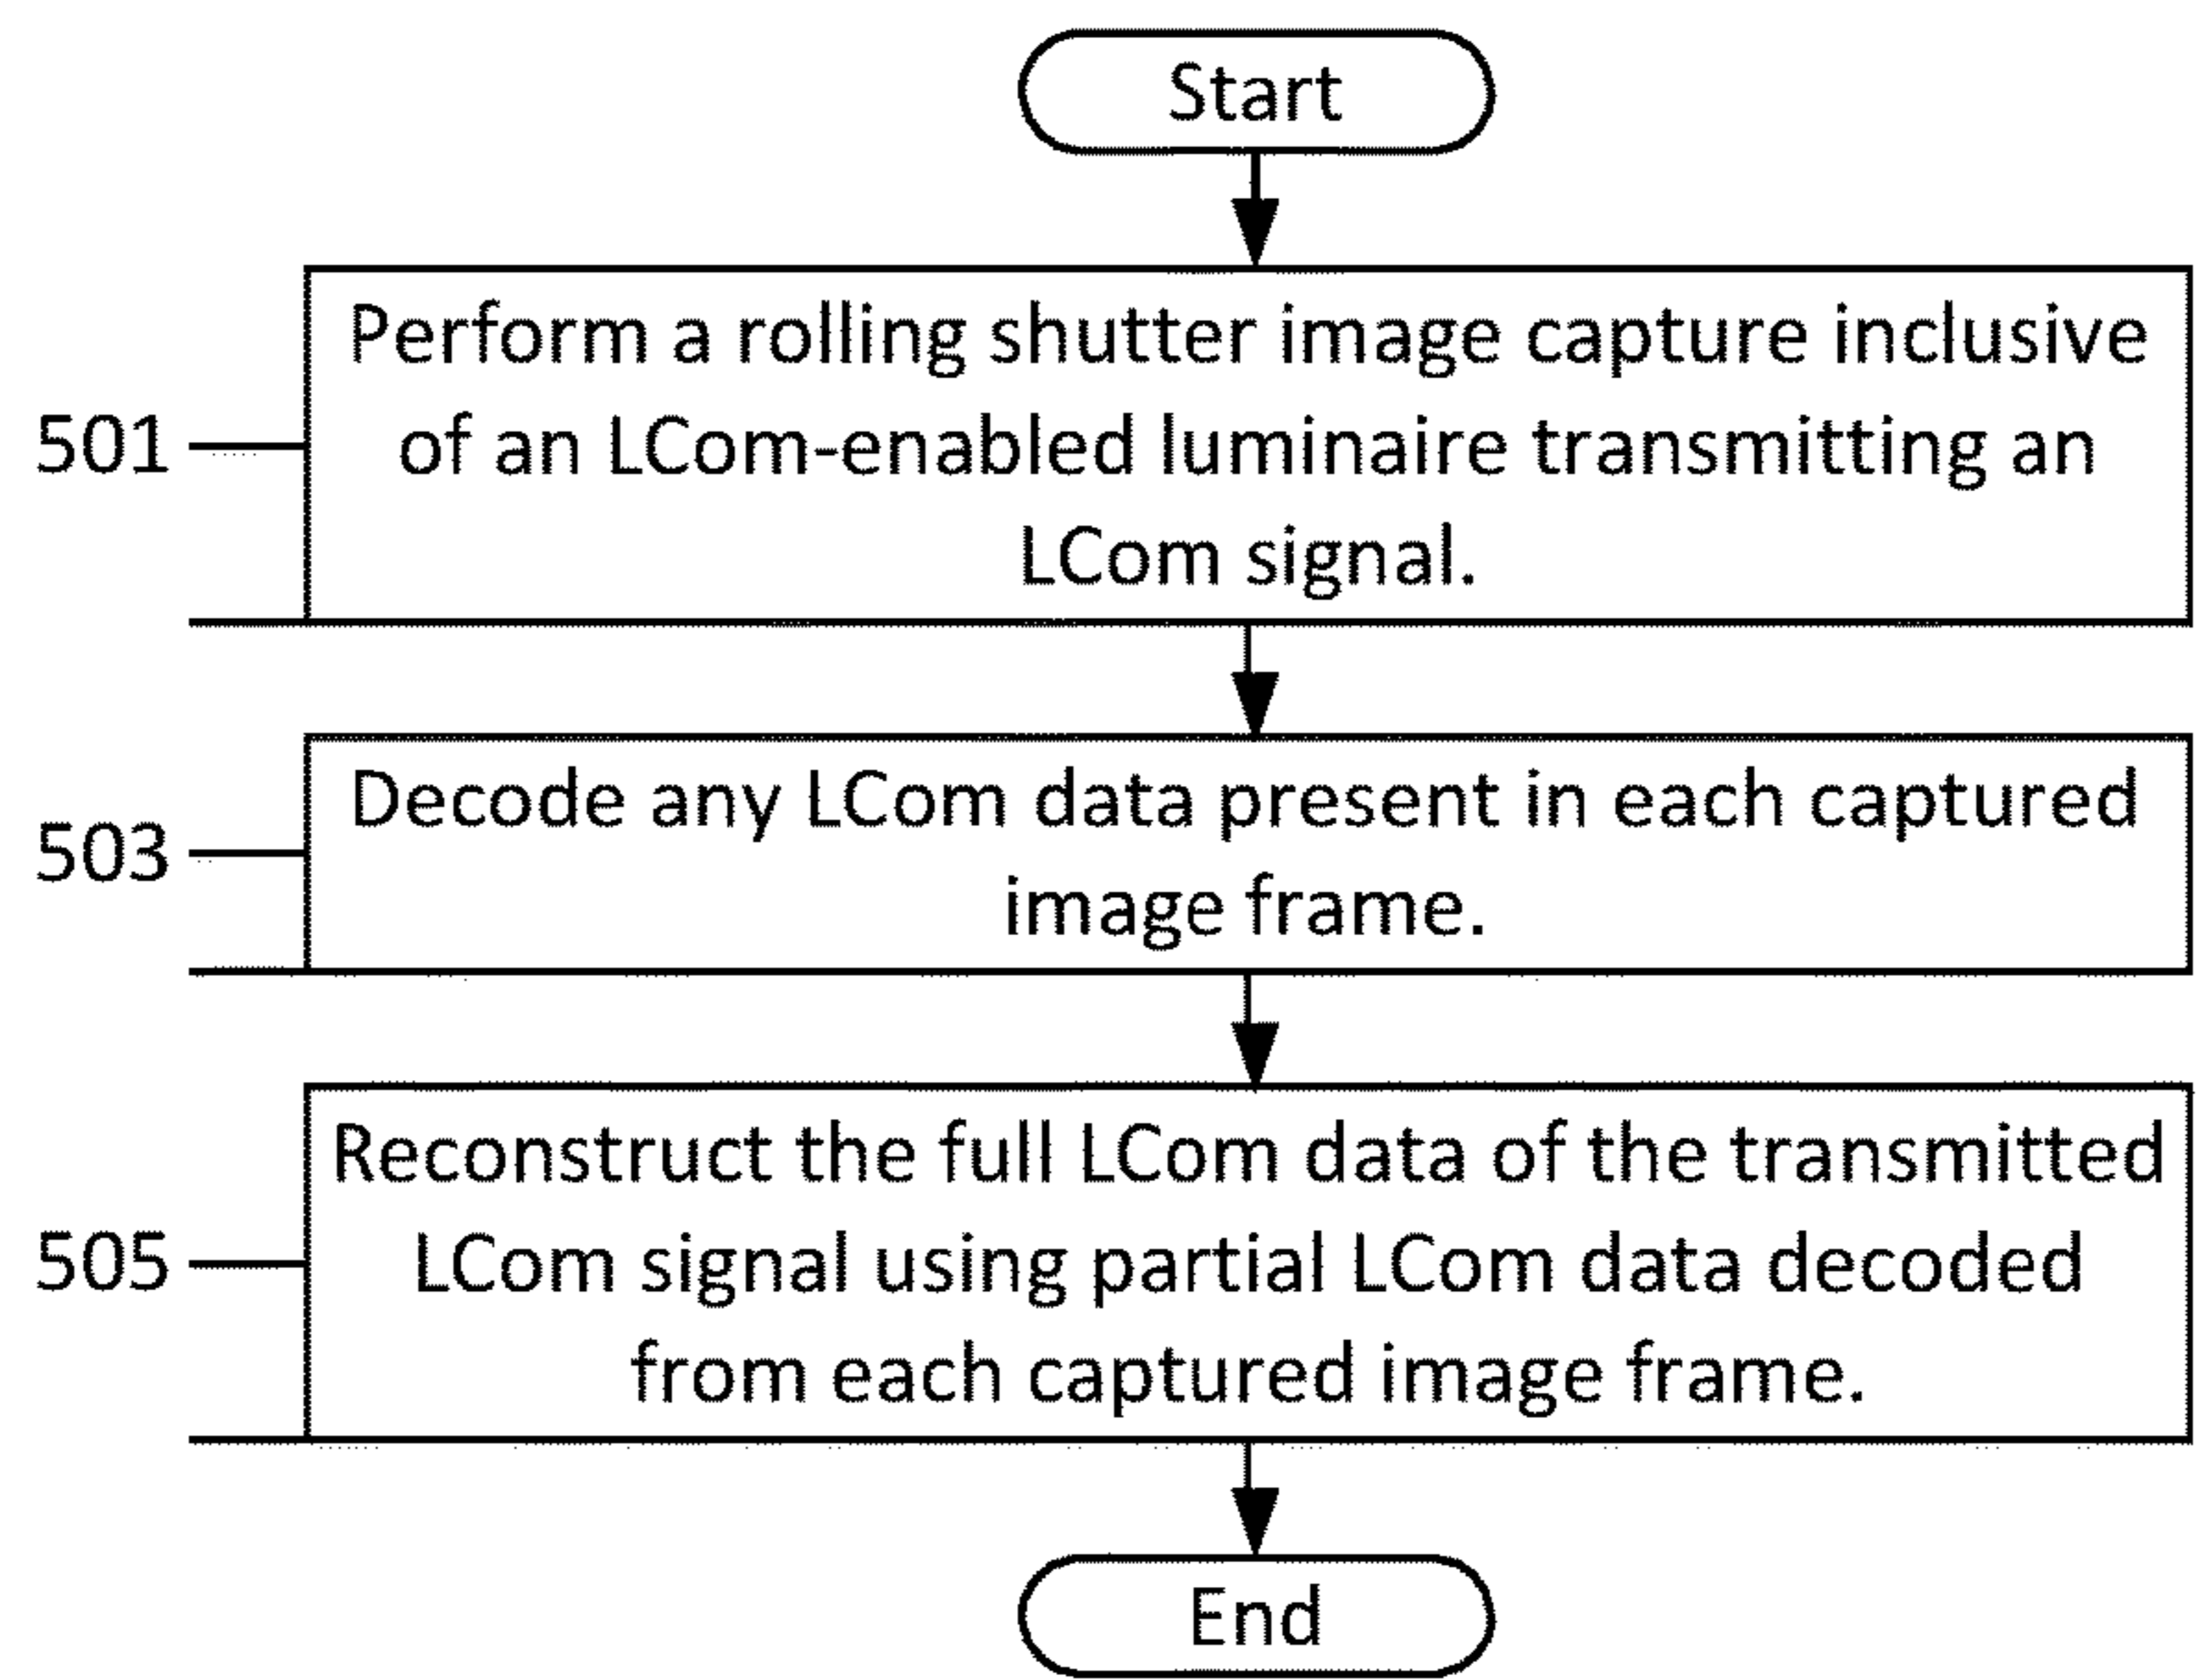 Start
501
Perform a rolling shutter image capture inclusive
of an LCom-enabled luminaire transmitting an
LCom signal.
503
Decode any LCom data present in each captured
image frame.
505
Reconstruct the full LCom data of the transmitted
LCom signal using partial LCom data decoded
from each captured image frame.
End